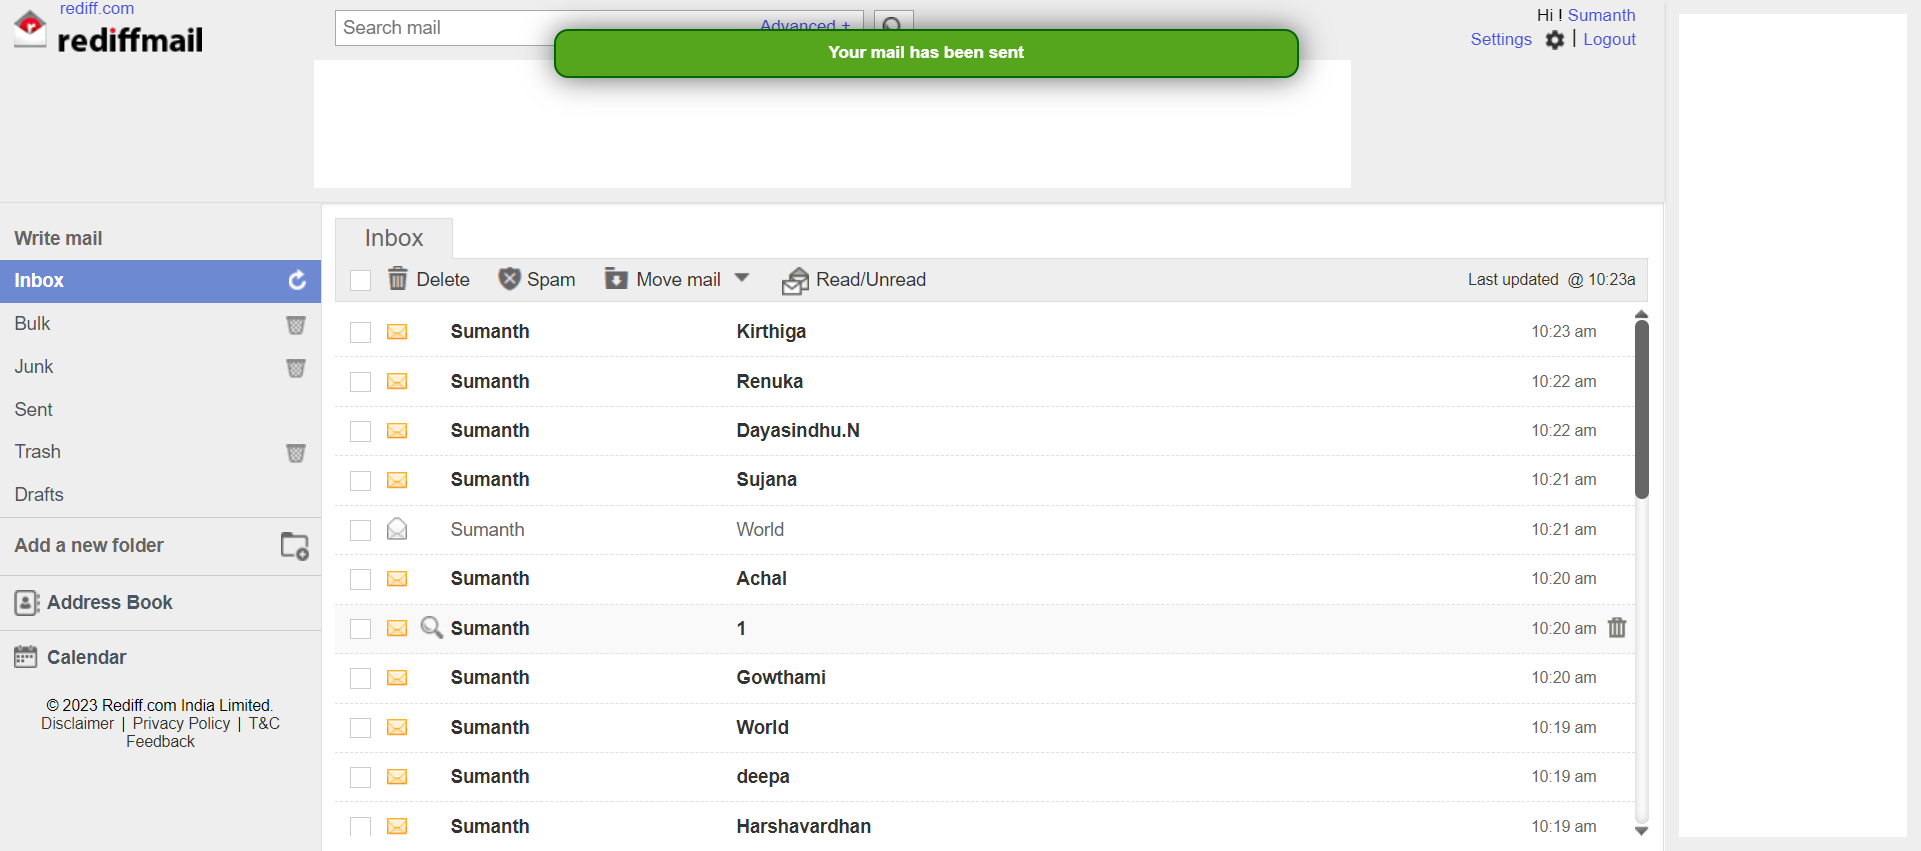 rediff.com
rediffmail
Search mail
Advanced +
Your mail has been sent
Hi ! Sumanth
Settings | Logout
Write mail
Inbox
Bulk
Junk
Sent
Trash
Drafts
Add a new folder
Address Book
Calendar
© 2023 Rediff.com India Limited.
Disclaimer | Privacy Policy | T&C
Feedback
Inbox
Delete Spam Move mail Read/Unread Last updated @ 10:23a
Sumanth Kirthiga 10:23 am
Sumanth Renuka 10:22 am
Sumanth Dayasindhu.N 10:22 am
Sumanth Sujana 10:21 am
Sumanth World 10:21 am
Sumanth Achal 10:20 am
Sumanth 1 10:20 am
Sumanth Gowthami 10:20 am
Sumanth World 10:19 am
Sumanth deepa 10:19 am
Sumanth Harshavardhan 10:19 am